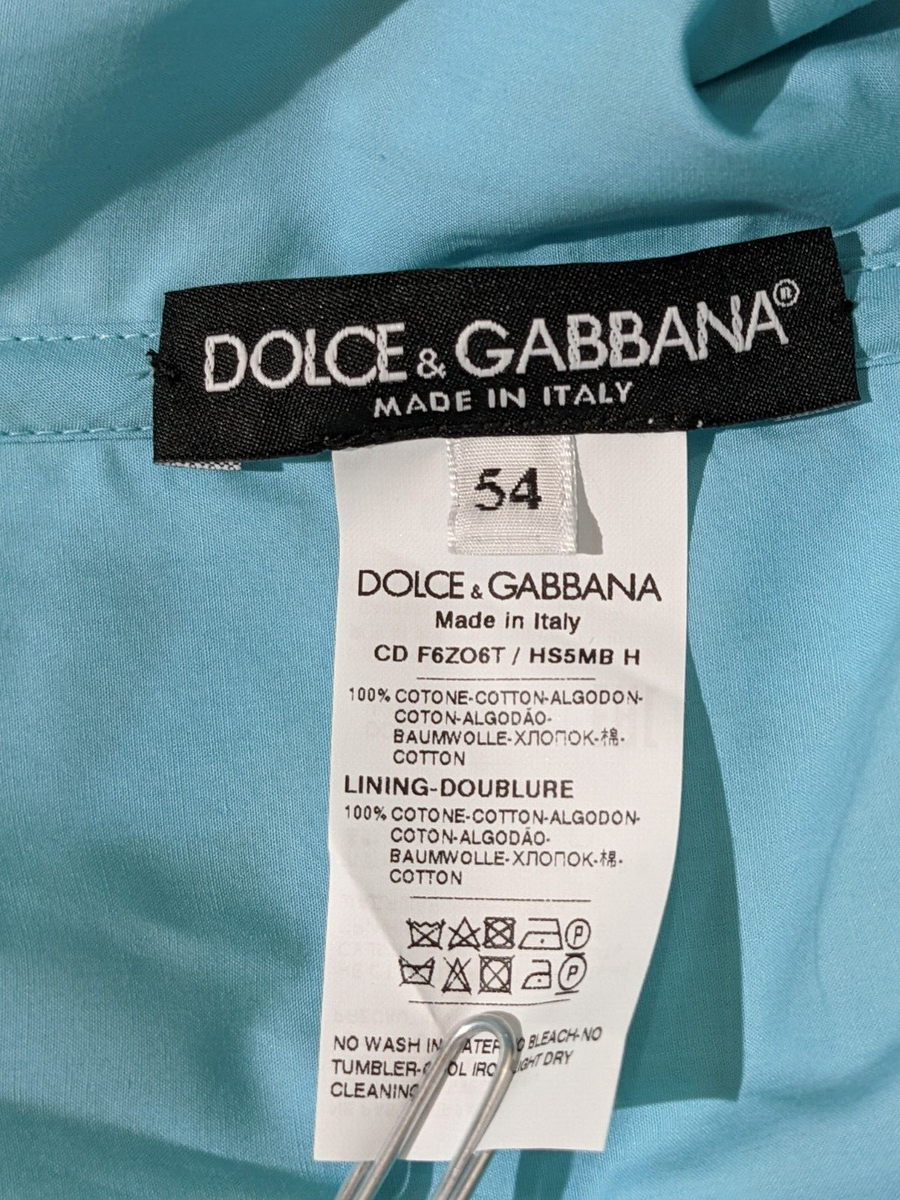 DOLCE & GABBANA®
MADE IN ITALY
54
DOLCE & GABBANA
Made in Italy
CD F6ZO6T / HS5MB H
100% COTONE-COTTON-ALGODON-
COTON-ALGODÃO-
BAUMWOLLE-ХЛОПОК-棉-
COTTON
LINING-DOUBLURE
100% COTONE-COTTON-ALGODON-
COTON-ALGODÃO-
BAUMWOLLE-ХЛОПОК-棉-
COTTON
P
P
NO WASH IN BLEACH-NO
TUMBLER- DRY
CLEANING